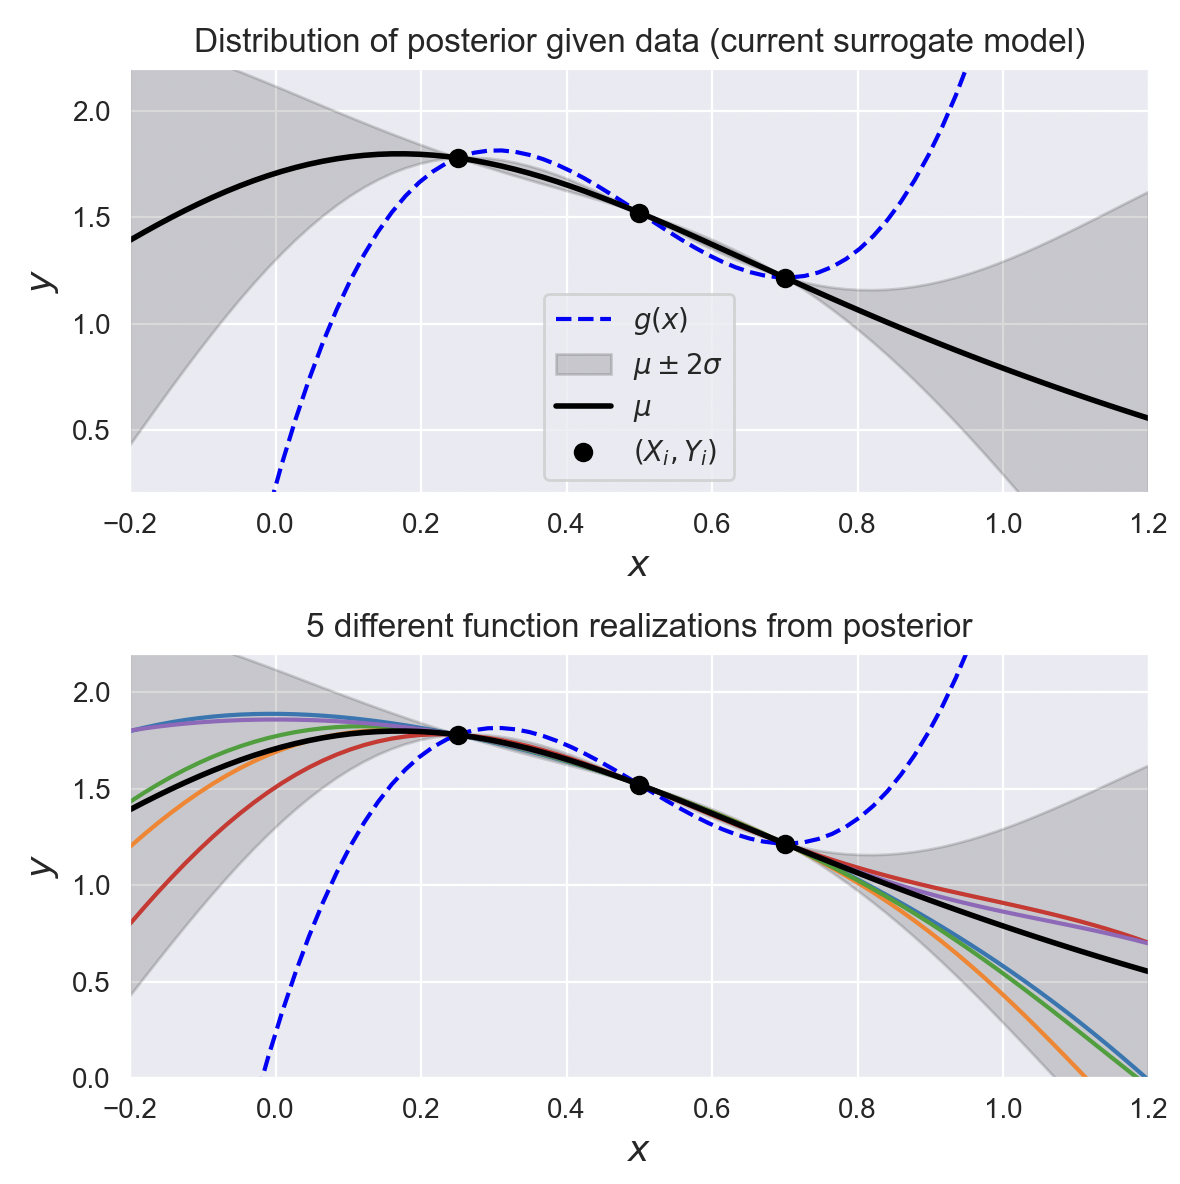 Distribution of posterior given data (current surrogate model)
y
2.0
1.5
1.0
0.5
g(x)
μ ± 2σ
μ
(Xᵢ, Yᵢ)
−0.2 0.0 0.2 0.4 0.6 0.8 1.0 1.2
x
5 different function realizations from posterior
y
2.0
1.5
1.0
0.5
0.0
−0.2 0.0 0.2 0.4 0.6 0.8 1.0 1.2
x